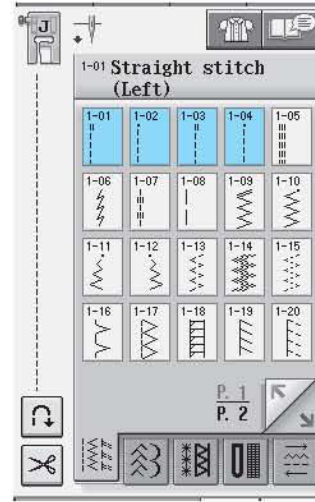 J
1-01 Straight stitch
(Left)
1-01 1-02 1-03 1-04 1-05
1-06 1-07 1-08 1-09 1-10
1-11 1-12 1-13 1-14 1-15
1-16 1-17 1-18 1-19 1-20
P. 1
P. 2